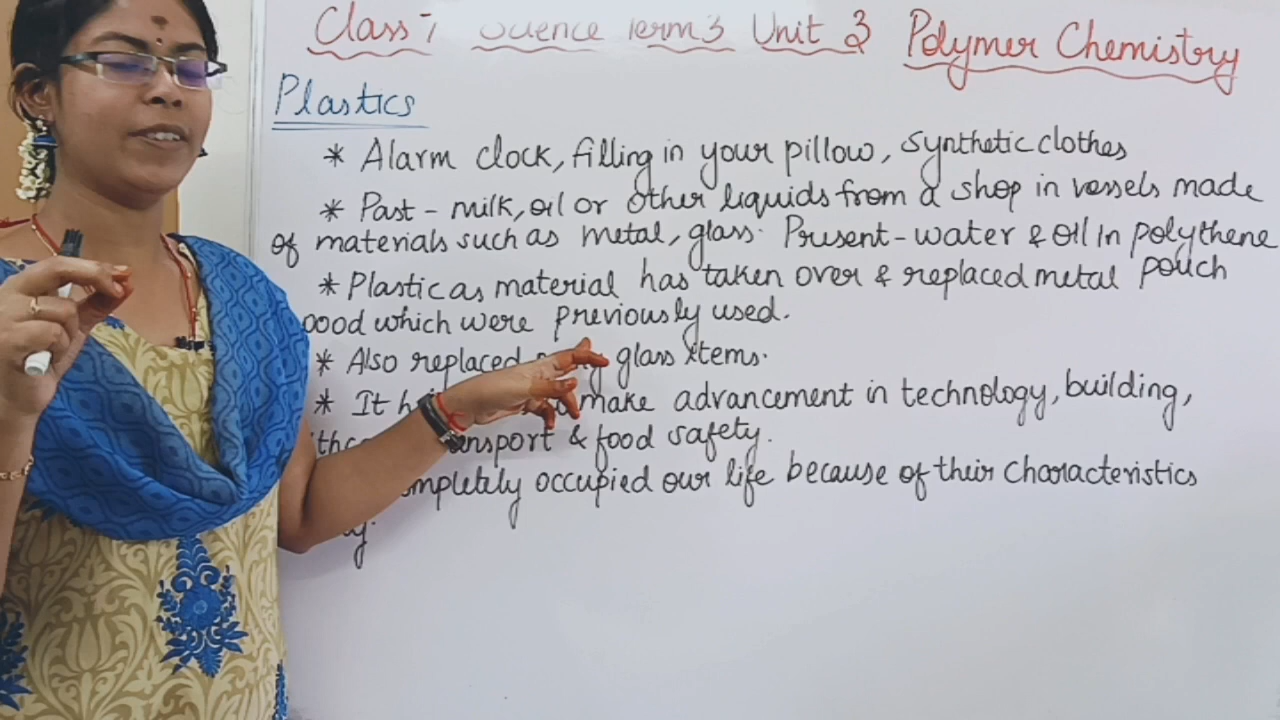 Class 7 Science Term 3 Unit 3 Polymer Chemistry
Plastics
* Alarm clock, filling in your pillow, synthetic clothes
* Past - milk, oil or other liquids from a shop in vessels made
of materials such as metal, glass. Present - water & oil in polythene
pouch
* Plastic as material has taken over & replaced metal
which were previously used.
* Also replaced glass items.
* It make advancement in technology, building,
& food safety.
occupied our life because of their characteristics